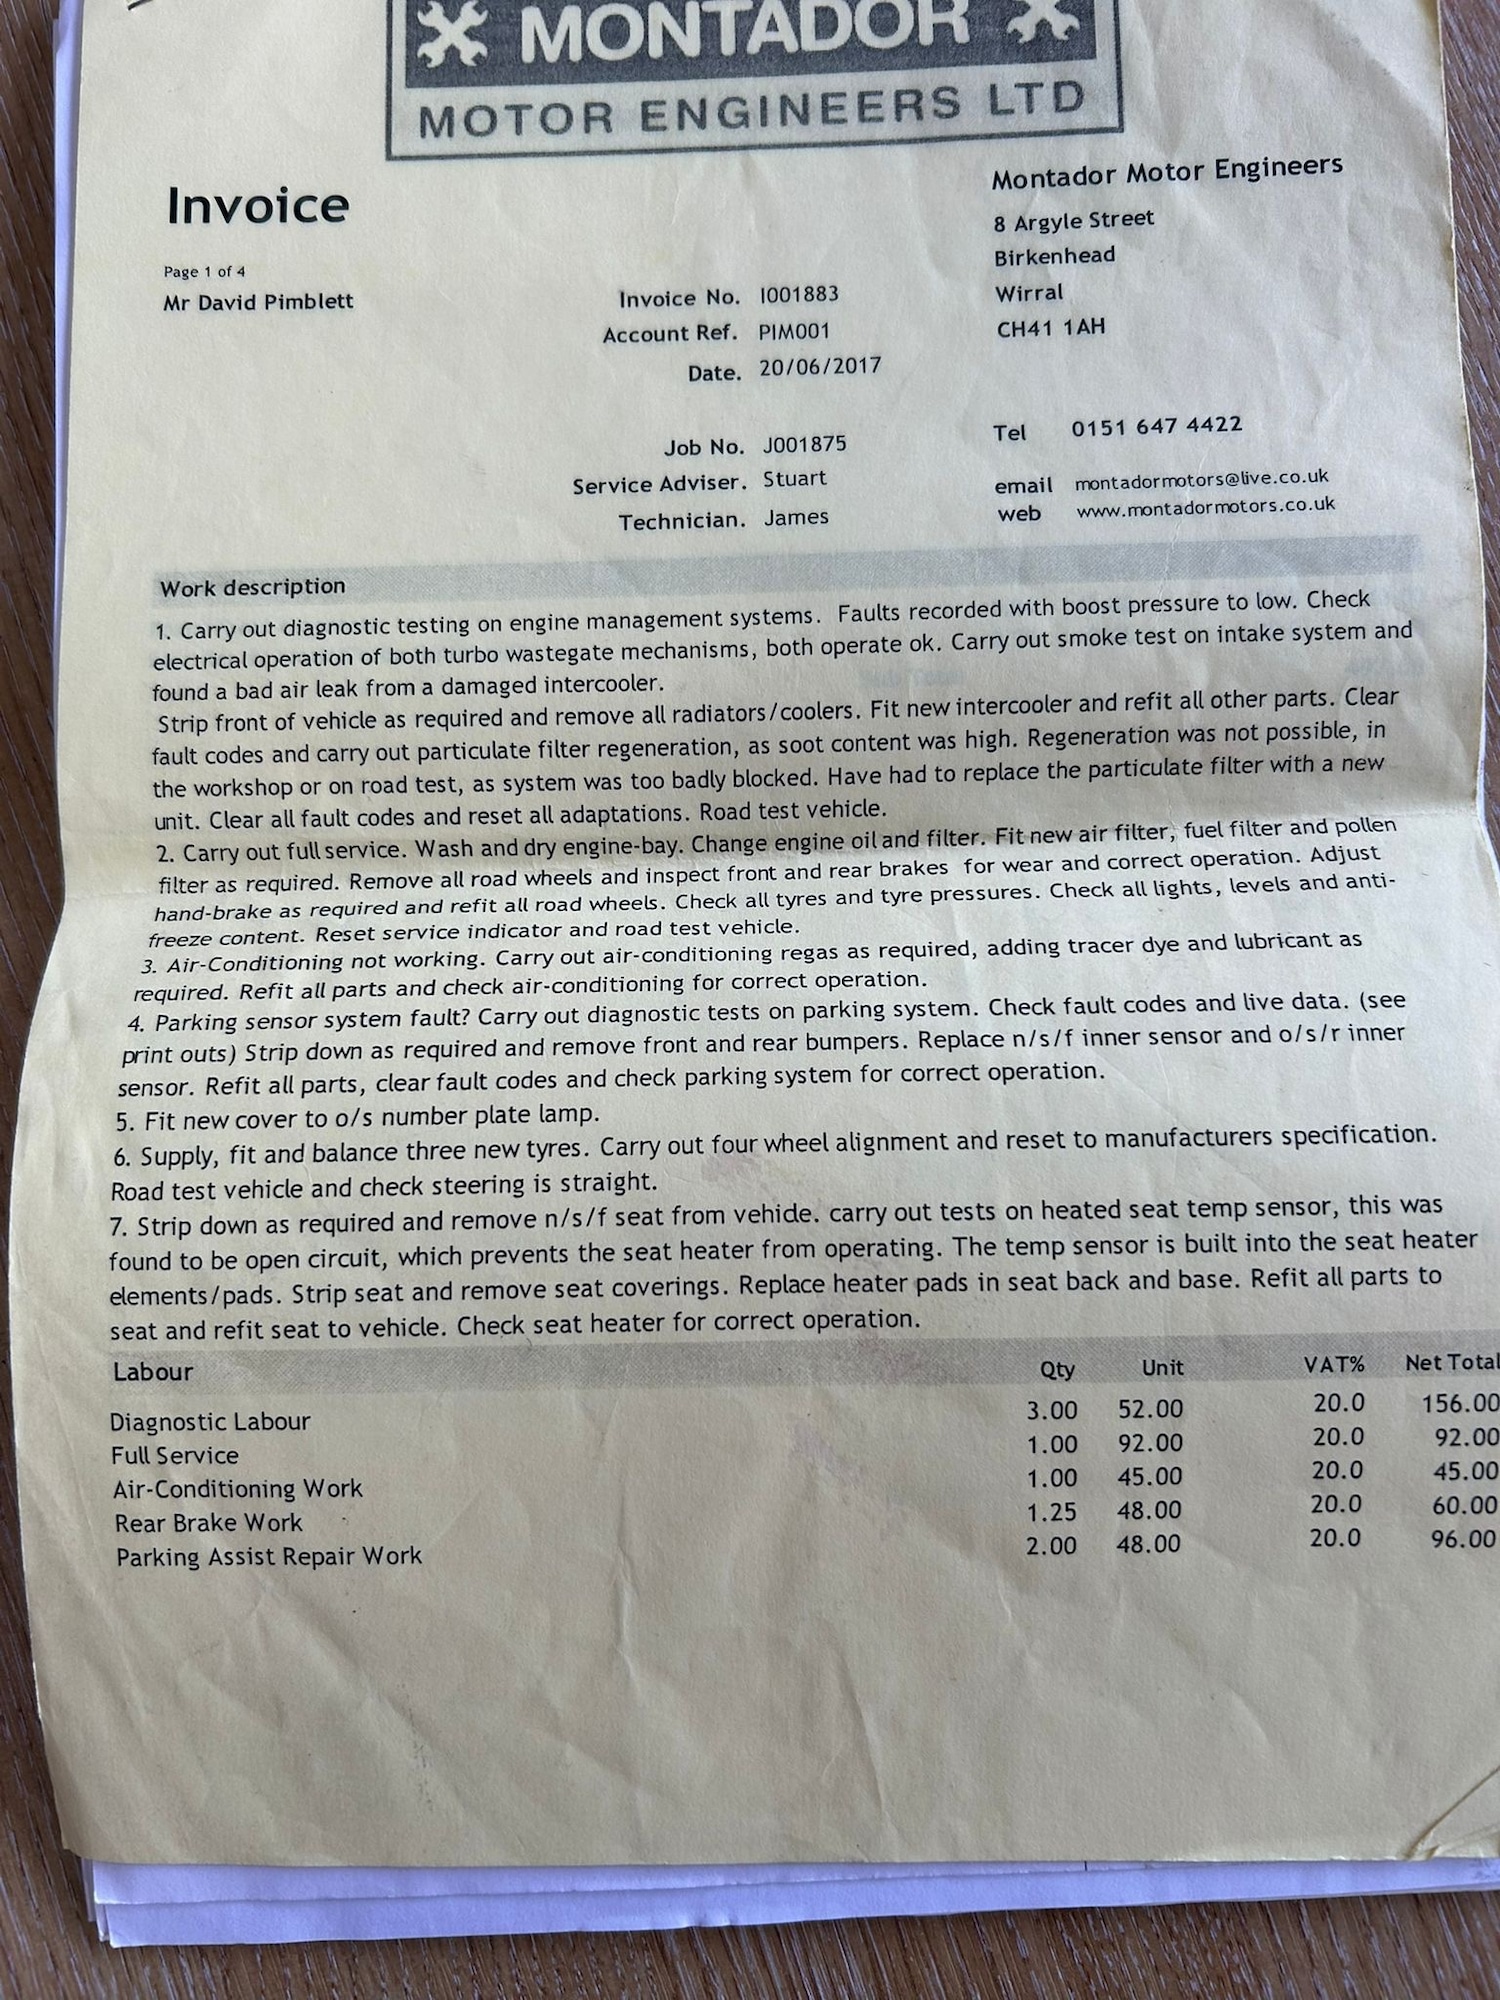 MONTADOR
MOTOR ENGINEERS LTD
Invoice
Page 1 of 4
Mr David Pimblett
Invoice No. I001883
Account Ref. PIM001
Date. 20/06/2017
Job No. J001875
Service Adviser. Stuart
Technician. James
Montador Motor Engineers
8 Argyle Street
Birkenhead
Wirral
CH41 1AH
Tel 0151 647 4422
email montadormotors@live.co.uk
web www.montadormotors.co.uk
Work description
1. Carry out diagnostic testing on engine management systems. Faults recorded with boost pressure to low. Check
electrical operation of both turbo wastegate mechanisms, both operate ok. Carry out smoke test on intake system and
found a bad air leak from a damaged intercooler.
Strip front of vehicle as required and remove all radiators/coolers. Fit new intercooler and refit all other parts. Clear
fault codes and carry out particulate filter regeneration, as soot content was high. Regeneration was not possible, in
the workshop or on road test, as system was too badly blocked. Have had to replace the particulate filter with a new
unit. Clear all fault codes and reset all adaptations. Road test vehicle.
2. Carry out full service. Wash and dry engine-bay. Change engine oil and filter. Fit new air filter, fuel filter and pollen
filter as required. Remove all road wheels and inspect front and rear brakes for wear and correct operation. Adjust
hand-brake as required and refit all road wheels. Check all tyres and tyre pressures. Check all lights, levels and anti-
freeze content. Reset service indicator and road test vehicle.
3. Air-Conditioning not working. Carry out air-conditioning regas as required, adding tracer dye and lubricant as
required. Refit all parts and check air-conditioning for correct operation.
4. Parking sensor system fault? Carry out diagnostic tests on parking system. Check fault codes and live data. (see
print outs) Strip down as required and remove front and rear bumpers. Replace n/s/f inner sensor and o/s/r inner
sensor. Refit all parts, clear fault codes and check parking system for correct operation.
5. Fit new cover to o/s number plate lamp.
6. Supply, fit and balance three new tyres. Carry out four wheel alignment and reset to manufacturers specification.
Road test vehicle and check steering is straight.
7. Strip down as required and remove n/s/f seat from vehicle. carry out tests on heated seat temp sensor, this was
found to be open circuit, which prevents the seat heater from operating. The temp sensor is built into the seat heater
elements/pads. Strip seat and remove seat coverings. Replace heater pads in seat back and base. Refit all parts to
seat and refit seat to vehicle. Check seat heater for correct operation.
Labour Qty Unit VAT% Net Total
Diagnostic Labour 3.00 52.00 20.0 156.00
Full Service 1.00 92.00 20.0 92.00
Air-Conditioning Work 1.00 45.00 20.0 45.00
Rear Brake Work 1.25 48.00 20.0 60.00
Parking Assist Repair Work 2.00 48.00 20.0 96.00